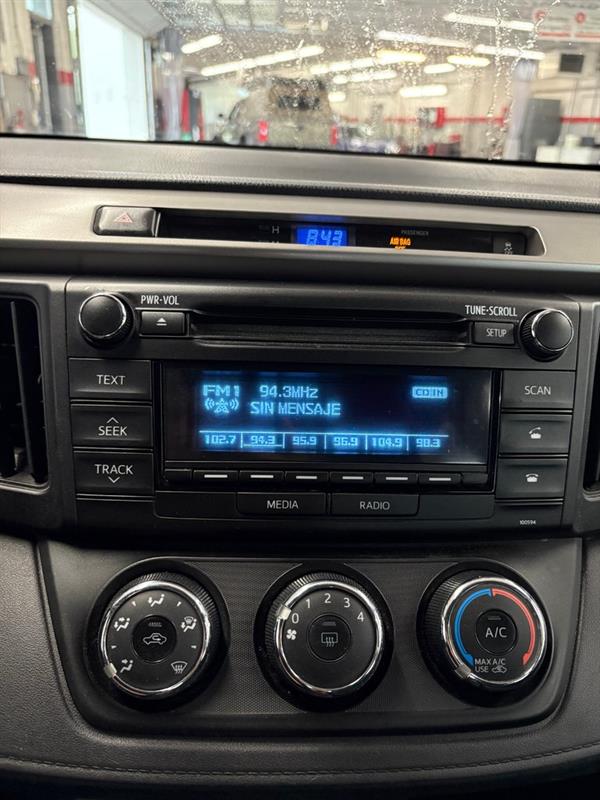 H
8:43
PASSENGER
AIR BAG
OFF
PWR·VOL
TUNE·SCROLL
SETUP
TEXT
FM1 94.3MHz
CD IN
SCAN
SIN MENSAJE
SEEK
102.7 94.3 95.9 96.9 104.9 98.3
TRACK
MEDIA
RADIO
100594
0 1 2 3 4
A/C
MAX A/C
USE